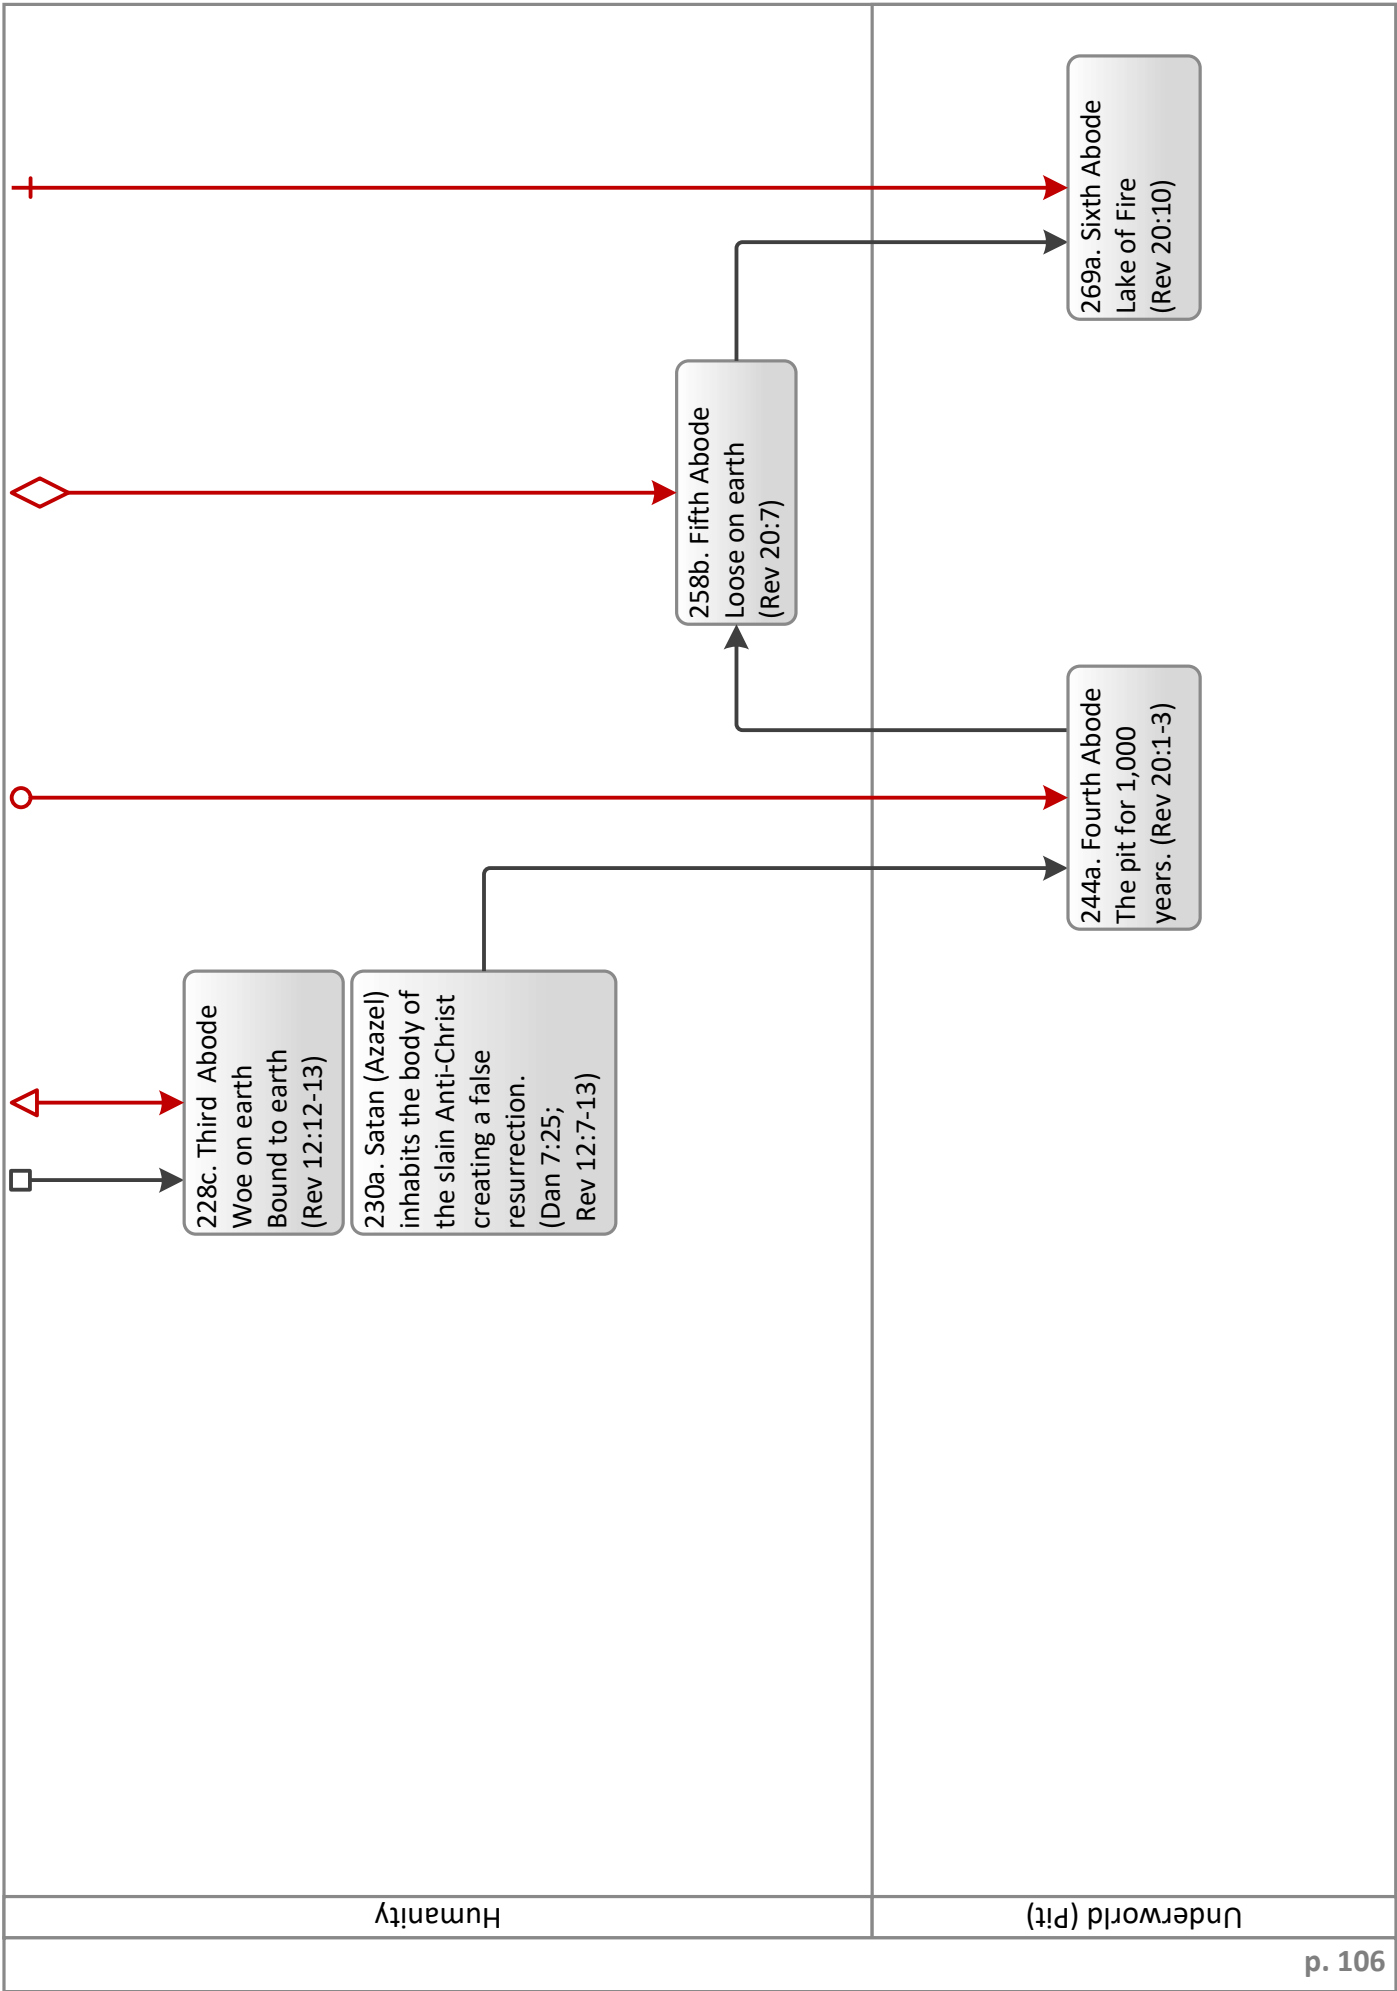 228c. Third  Abode
Woe on earth
Bound to earth
(Rev 12:12-13)
230a. Satan (Azazel)
inhabits the body of
the slain Anti-Christ
creating a false
resurrection.
(Dan 7:25;
Rev 12:7-13)
258b. Fifth Abode
Loose on earth
(Rev 20:7)
244a. Fourth Abode
The pit for 1,000
years. (Rev 20:1-3)
269a. Sixth Abode
Lake of Fire
(Rev 20:10)
Humanity
Underworld (Pit)
p. 106